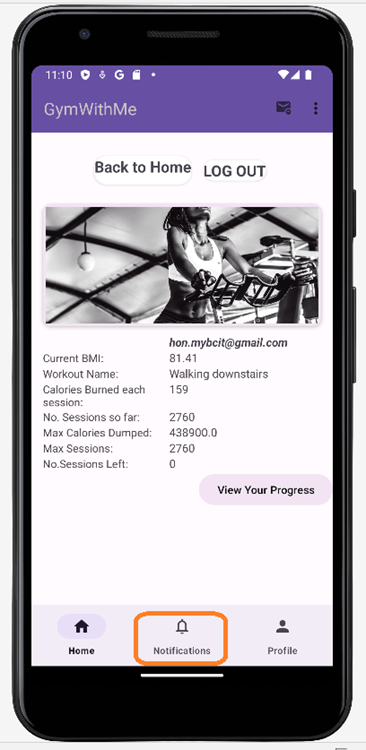 11:10
GymWithMe
Back to Home
LOG OUT
hon.mybcit@gmail.com
Current BMI: 81.41
Workout Name: Walking downstairs
Calories Burned each session: 159
No. Sessions so far: 2760
Max Calories Dumped: 438900.0
Max Sessions: 2760
No.Sessions Left: 0
View Your Progress
Home
Notifications
Profile